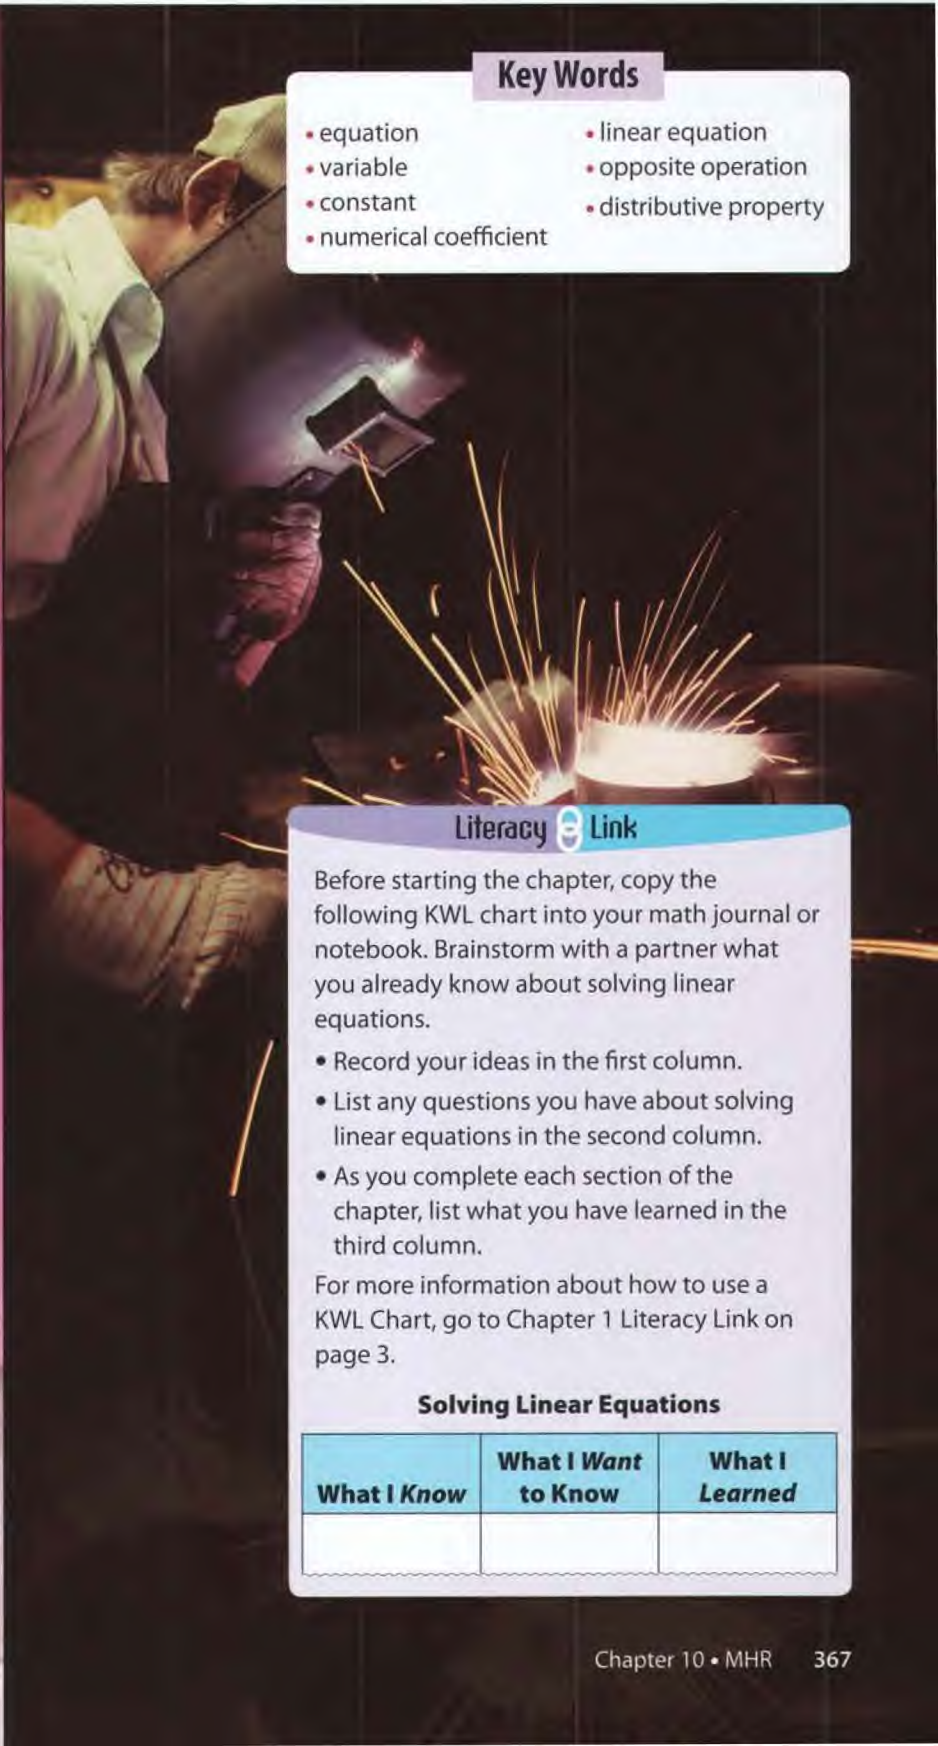 Key Words
• equation
• variable
• constant
• numerical coefficient
• linear equation
• opposite operation
• distributive property
Literacy Link
Before starting the chapter, copy the
following KWL chart into your math journal or
notebook. Brainstorm with a partner what
you already know about solving linear
equations.
• Record your ideas in the first column.
• List any questions you have about solving
linear equations in the second column.
• As you complete each section of the
chapter, list what you have learned in the
third column.
For more information about how to use a
KWL Chart, go to Chapter 1 Literacy Link on
page 3.
Solving Linear Equations
What I Know
What I Want
to Know
What I
Learned
Chapter 10 • MHR 367